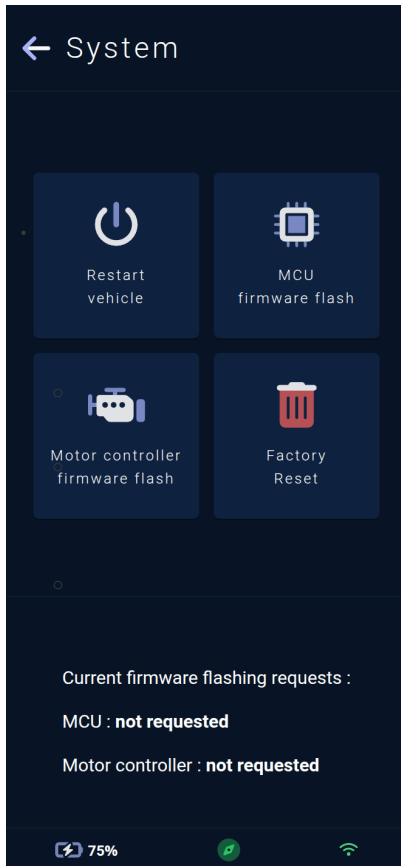 System
Restart
vehicle
MCU
firmware flash
Motor controller
firmware flash
Factory
Reset
Current firmware flashing requests :
MCU : not requested
Motor controller : not requested
75%